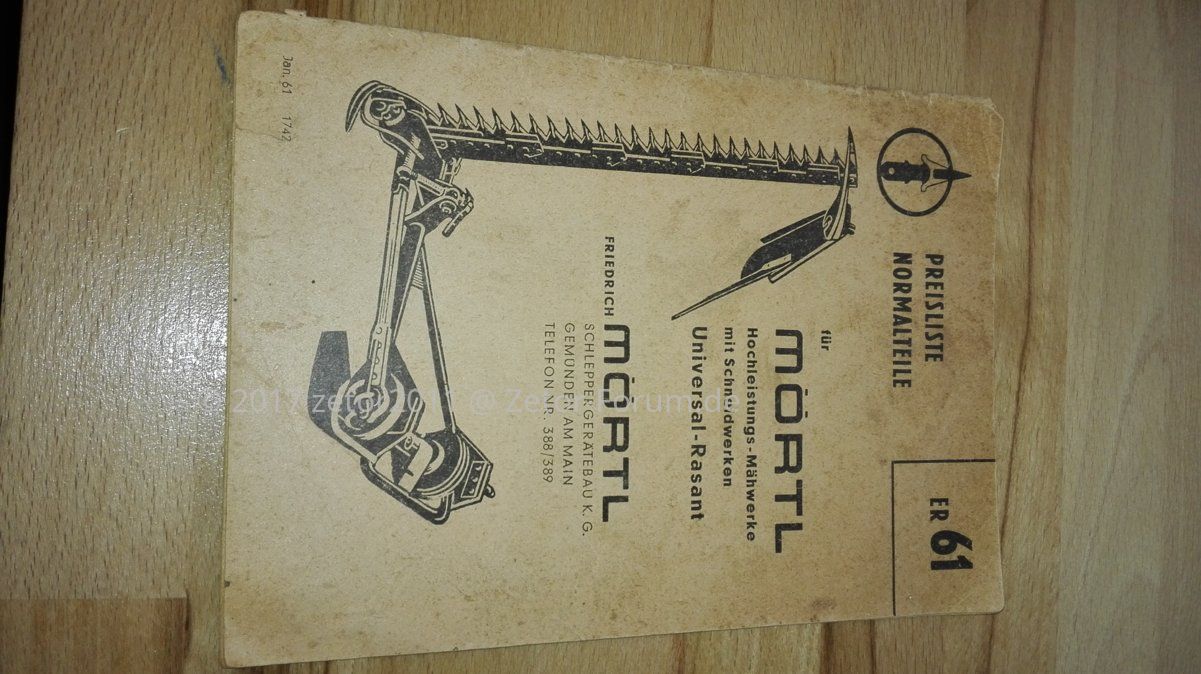 PREISLISTE
NORMALTEILE
ER 61
für
MÖRTL
Hochleistungs-Mähwerke
mit Schneidwerken
Universal-Rasant
FRIEDRICH MÖRTL
SCHLEPPERGERÄTEBAU K.G.
GEMÜNDEN AM MAIN
TELEFON NR. 388/389
Jan. 61 1742